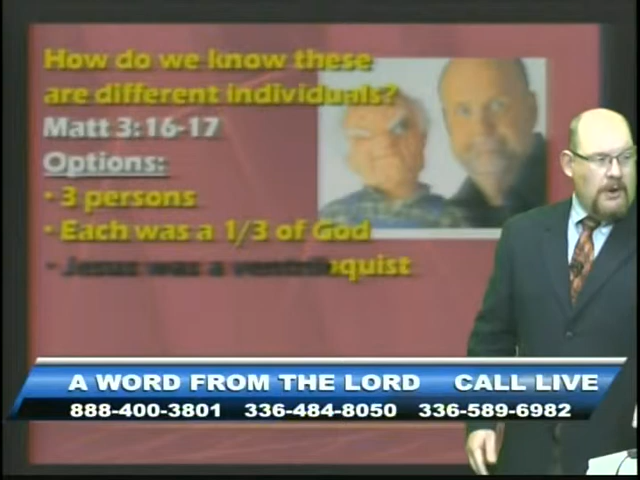 How do we know these
are different individuals?
Matt 3:16-17
Options:
• 3 persons
• Each was a 1/3 of God
• Jesus was a ventriloquist
A WORD FROM THE LORD CALL LIVE
888-400-3801 336-484-8050 336-589-6982